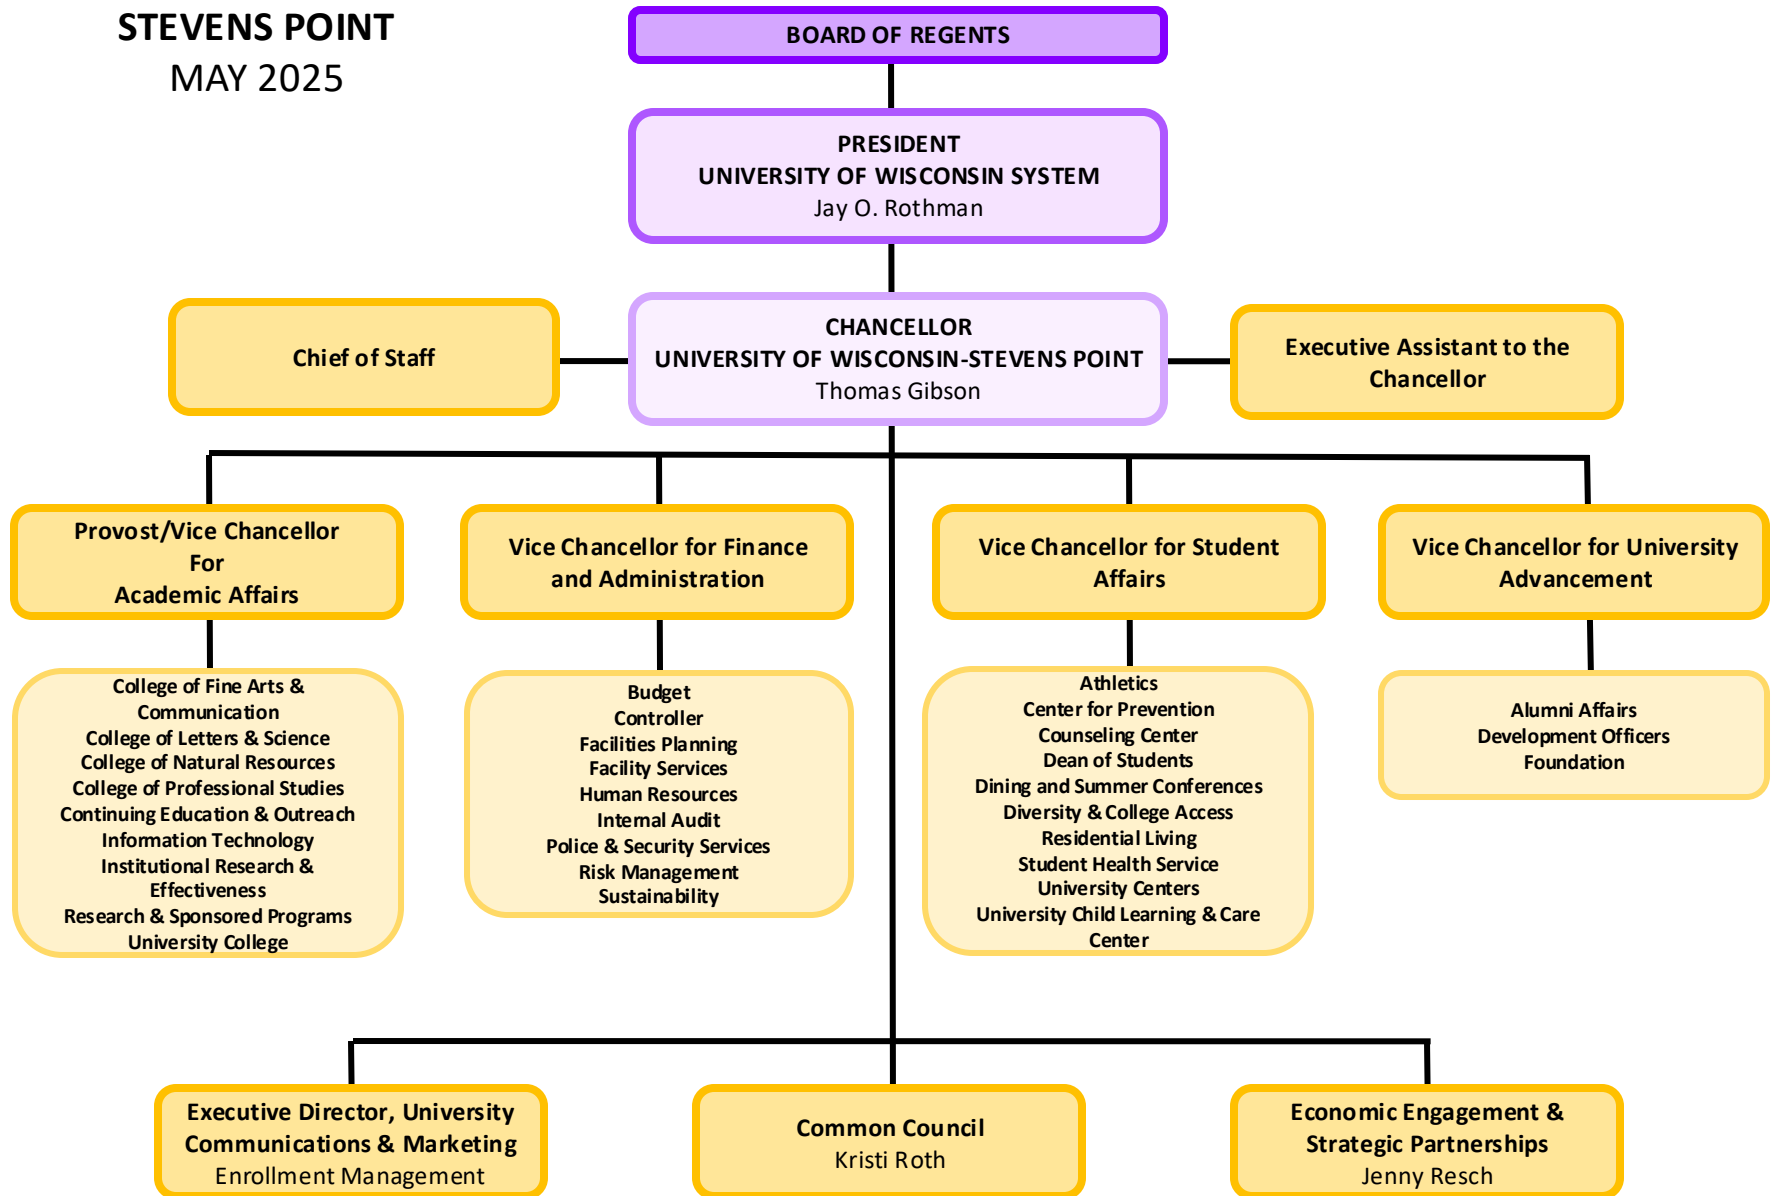 STEVENS POINT
MAY 2025
BOARD OF REGENTS
PRESIDENT
UNIVERSITY OF WISCONSIN SYSTEM
Jay O. Rothman
Chief of Staff
CHANCELLOR
UNIVERSITY OF WISCONSIN-STEVENS POINT
Thomas Gibson
Executive Assistant to the
Chancellor
Provost/Vice Chancellor
For
Academic Affairs
Vice Chancellor for Finance
and Administration
Vice Chancellor for Student
Affairs
Vice Chancellor for University
Advancement
College of Fine Arts &
Communication
College of Letters & Science
College of Natural Resources
College of Professional Studies
Continuing Education & Outreach
Information Technology
Institutional Research &
Effectiveness
Research & Sponsored Programs
University College
Budget
Controller
Facilities Planning
Facility Services
Human Resources
Internal Audit
Police & Security Services
Risk Management
Sustainability
Athletics
Center for Prevention
Counseling Center
Dean of Students
Dining and Summer Conferences
Diversity & College Access
Residential Living
Student Health Service
University Centers
University Child Learning & Care
Center
Alumni Affairs
Development Officers
Foundation
Executive Director, University
Communications & Marketing
Enrollment Management
Common Council
Kristi Roth
Economic Engagement &
Strategic Partnerships
Jenny Resch